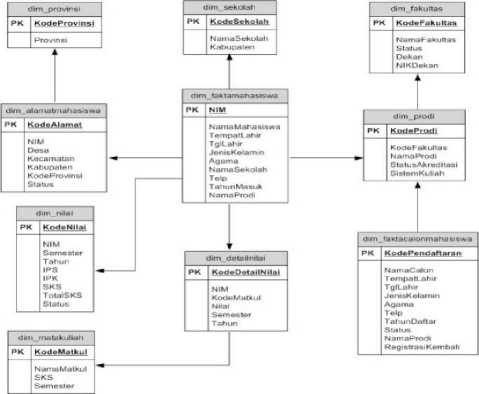 dim_provinsi
PK KodeProvinsi
Provinsi
dim_sekolah
PK KodeSekolah
NamaSekolah
Kabupaten
dim_fakultas
PK KodeFakultas
NamaFakultas
Status
Dekan
NIKDekan
dim_alamatmahasiswa
PK KodeAlamat
NIM
Desa
Kecamatan
Kabupaten
KodeProvinsi
Status
dim_faktamahasiswa
PK NIM
NamaMahasiswa
TempatLahir
TglLahir
JenisKelamin
Agama
NamaSekolah
Telp
TahunMasuk
NamaProdi
dim_prodi
PK KodeProdi
KodeFakultas
NamaProdi
StatusAkreditasi
SistemKuliah
dim_nilai
PK KodeNilai
NIM
Semester
Tahun
IPS
IPK
SKS
TotalSKS
Status
dim_detailnilai
PK KodeDetailNilai
NIM
KodeMatkul
Nilai
Semester
Tahun
dim_faktacalonmahasiswa
PK KodePendaftaran
NamaCalon
TempatLahir
TglLahir
JenisKelamin
Agama
Telp
TahunDaftar
Status
NamaProdi
RegistrasiKembali
dim_matakuliah
PK KodeMatkul
NamaMatkul
SKS
Semester